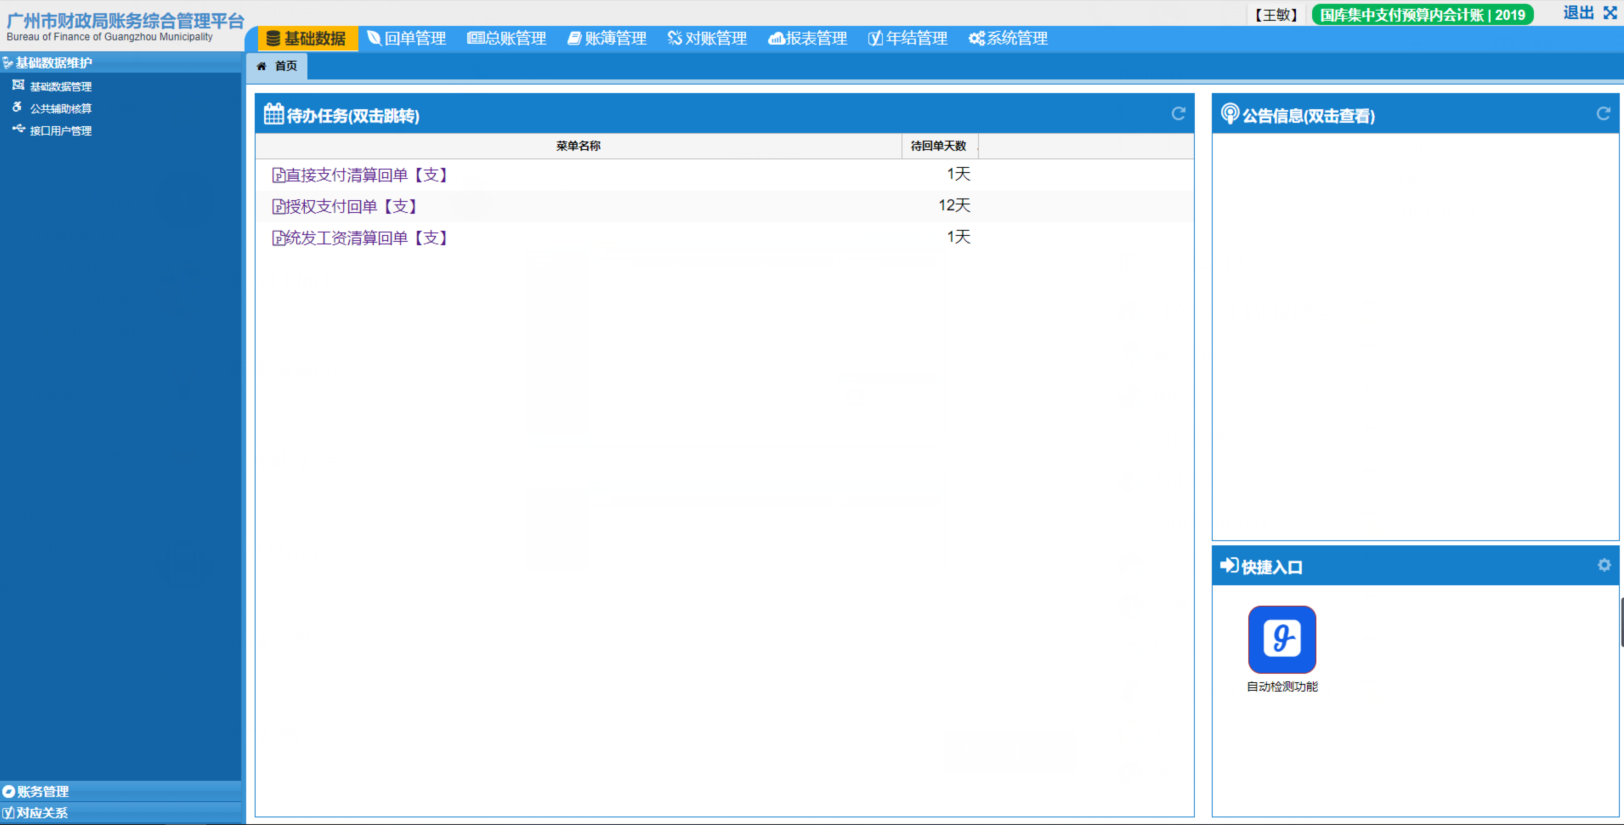 广州市财政局账务综合管理平台
Bureau of Finance of Guangzhou Municipality
【王敏】 国库集中支付预算内会计账 | 2019 退出
基础数据 回单管理 总账管理 账簿管理 对账管理 报表管理 年结管理 系统管理
基础数据维护
首页
基础数据管理
公共辅助核算
接口用户管理
待办任务(双击跳转)
菜单名称 待回单天数
直接支付清算回单【支】 1天
授权支付回单【支】 12天
统发工资清算回单【支】 1天
公告信息(双击查看)
快捷入口
自动检测功能
账务管理
对应关系